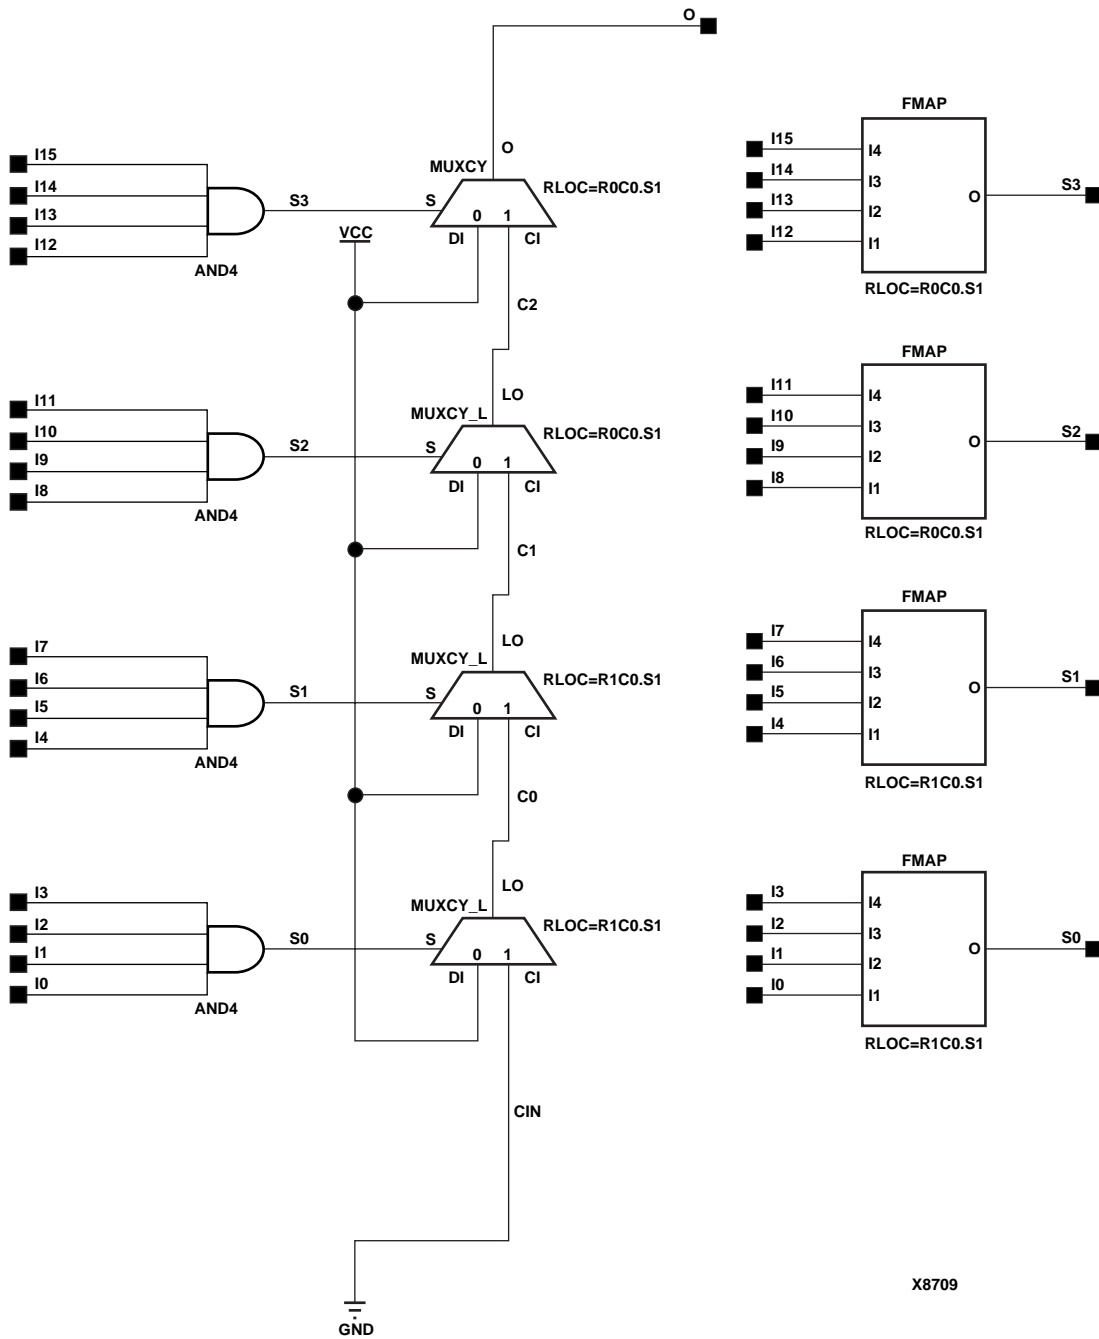 O
FMAP
I15
I14
I13
I12
AND4
S3
MUXCY
O
RLOC=R0C0.S1
S
0 1
DI CI
VCC
C2
I15
I14
I13
I12
I4
I3
I2
I1
O
S3
RLOC=R0C0.S1
I11
I10
I9
I8
AND4
S2
MUXCY_L
LO
RLOC=R0C0.S1
S
0 1
DI CI
C1
FMAP
I11
I10
I9
I8
I4
I3
I2
I1
O
S2
RLOC=R0C0.S1
I7
I6
I5
I4
AND4
S1
MUXCY_L
LO
RLOC=R1C0.S1
S
0 1
DI CI
C0
FMAP
I7
I6
I5
I4
I4
I3
I2
I1
O
S1
RLOC=R1C0.S1
I3
I2
I1
I0
AND4
S0
MUXCY_L
LO
RLOC=R1C0.S1
S
0 1
DI CI
CIN
FMAP
I3
I2
I1
I0
I4
I3
I2
I1
O
S0
RLOC=R1C0.S1
GND
X8709